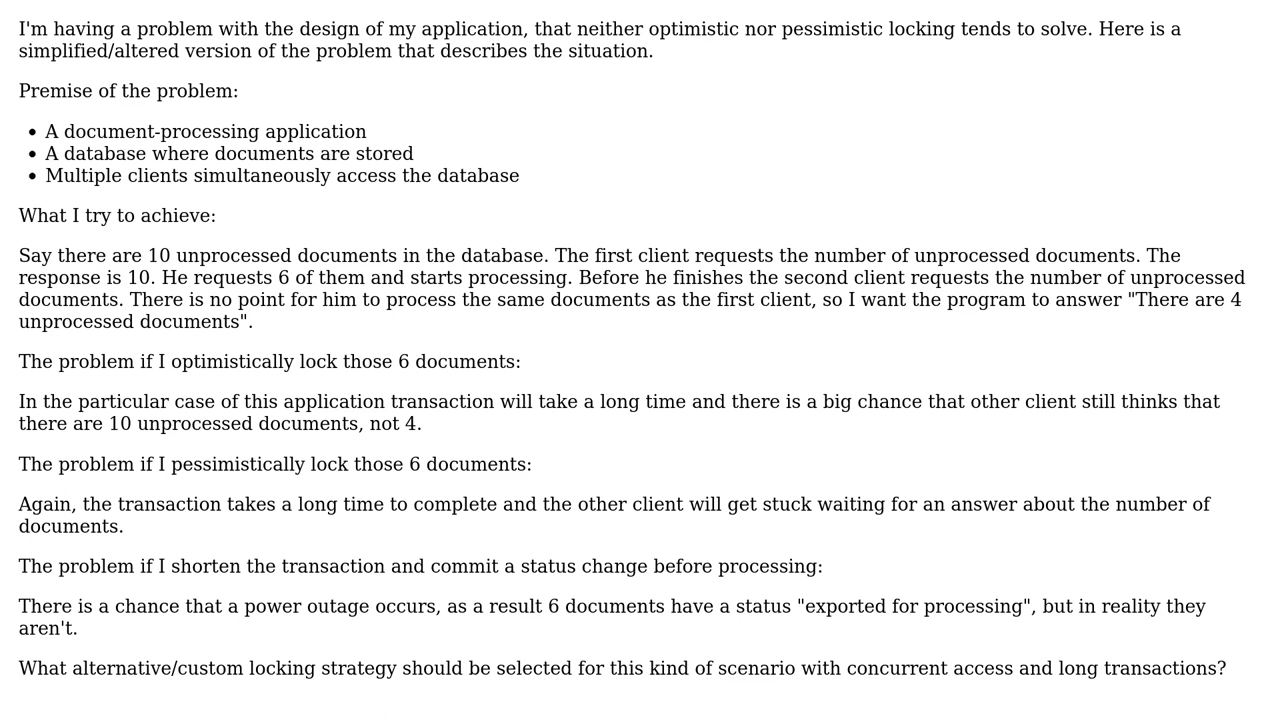 I'm having a problem with the design of my application, that neither optimistic nor pessimistic locking tends to solve. Here is a
simplified/altered version of the problem that describes the situation.
Premise of the problem:
• A document-processing application
• A database where documents are stored
• Multiple clients simultaneously access the database
What I try to achieve:
Say there are 10 unprocessed documents in the database. The first client requests the number of unprocessed documents. The
response is 10. He requests 6 of them and starts processing. Before he finishes the second client requests the number of unprocessed
documents. There is no point for him to process the same documents as the first client, so I want the program to answer "There are 4
unprocessed documents".
The problem if I optimistically lock those 6 documents:
In the particular case of this application transaction will take a long time and there is a big chance that other client still thinks that
there are 10 unprocessed documents, not 4.
The problem if I pessimistically lock those 6 documents:
Again, the transaction takes a long time to complete and the other client will get stuck waiting for an answer about the number of
documents.
The problem if I shorten the transaction and commit a status change before processing:
There is a chance that a power outage occurs, as a result 6 documents have a status "exported for processing", but in reality they
aren't.
What alternative/custom locking strategy should be selected for this kind of scenario with concurrent access and long transactions?